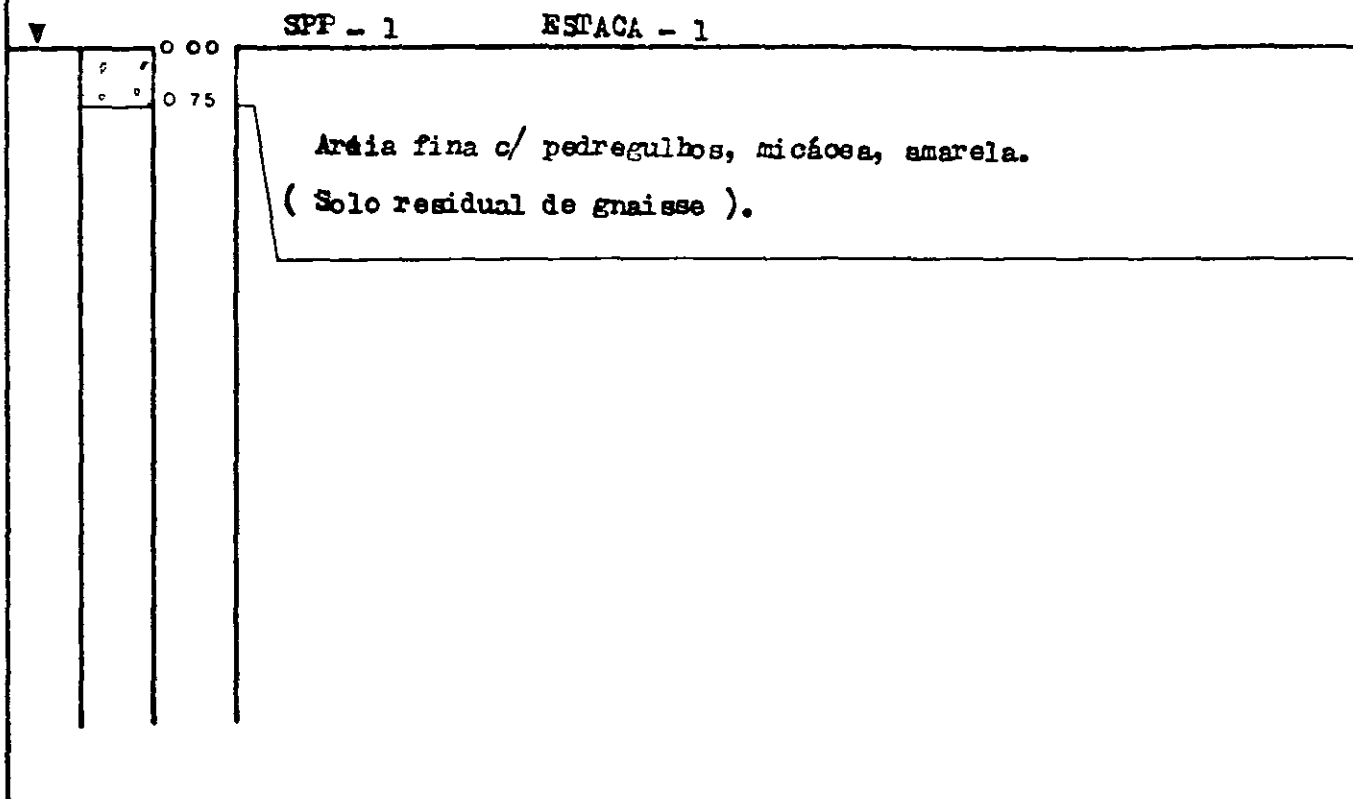 SPP - 1 ESTACA - 1
0 00
0 75
Aréia fina c/ pedregulhos, micácea, amarela.
( Solo residual de gnaisse ).